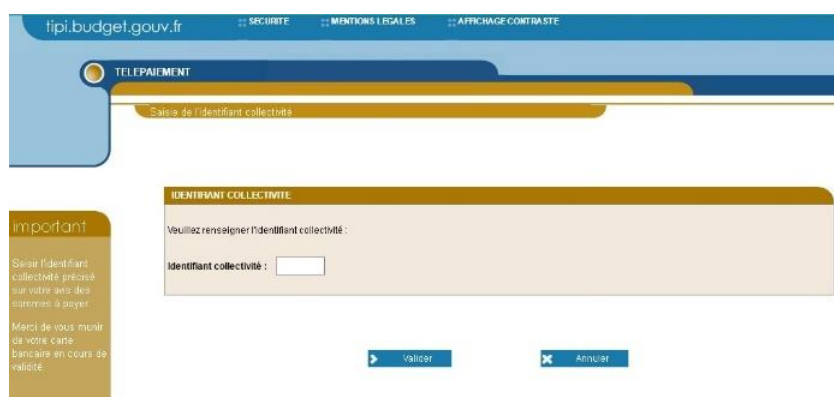 tipi.budget.gouv.fr
:: SECURITE
:: MENTIONS LEGALES
:: AFFICHAGE CONTRASTE
TELEPAIEMENT
Saisie de l'identifiant collectivité
IDENTIFIANT COLLECTIVITE
Veuillez renseigner l'identifiant collectivité :
Identifiant collectivité :
important
Saisir l'identifiant
collectivité précisé
sur votre avis des
sommes à payer.
Merci de vous munir
de votre carte
bancaire en cours de
validité.
Valider
Annuler